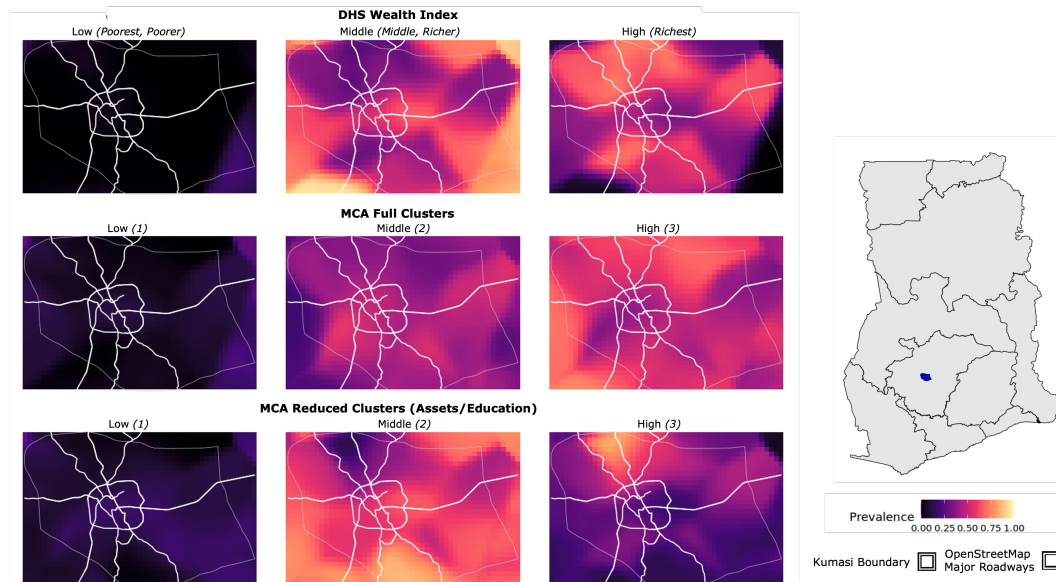 DHS Wealth Index
Low (Poorest, Poorer)
Middle (Middle, Richer)
High (Richest)
MCA Full Clusters
Low (1)
Middle (2)
High (3)
MCA Reduced Clusters (Assets/Education)
Low (1)
Middle (2)
High (3)
Prevalence
0.00 0.25 0.50 0.75 1.00
Kumasi Boundary
OpenStreetMap
Major Roadways